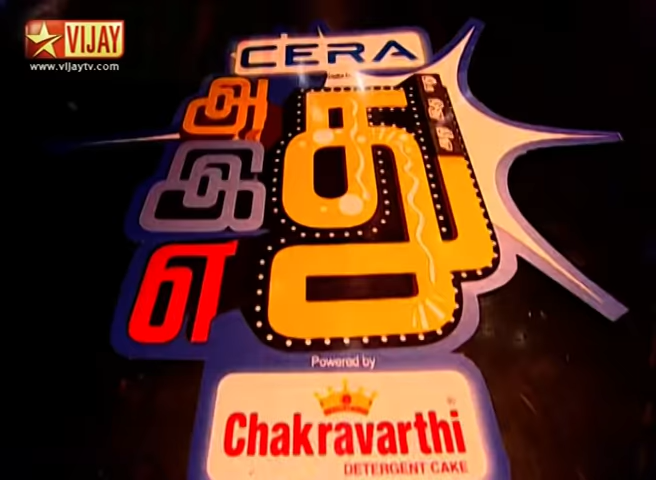 VIJAY
www.vijaytv.com
CERA
அ
இ
எ
து
Powered by
Chakravarthi
DETERGENT CAKE